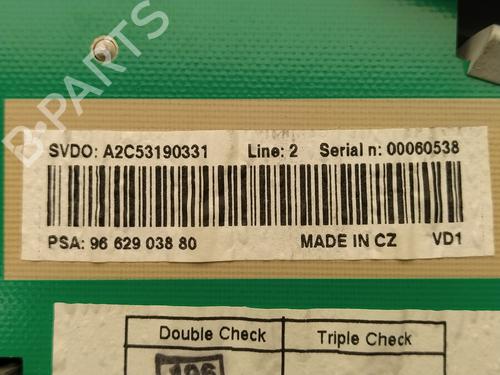 B-PARTS
SVDO: A2C53190331 Line: 2 Serial n: 00060538
PSA: 96 629 038 80 MADE IN CZ VD1
Double Check Triple Check
106